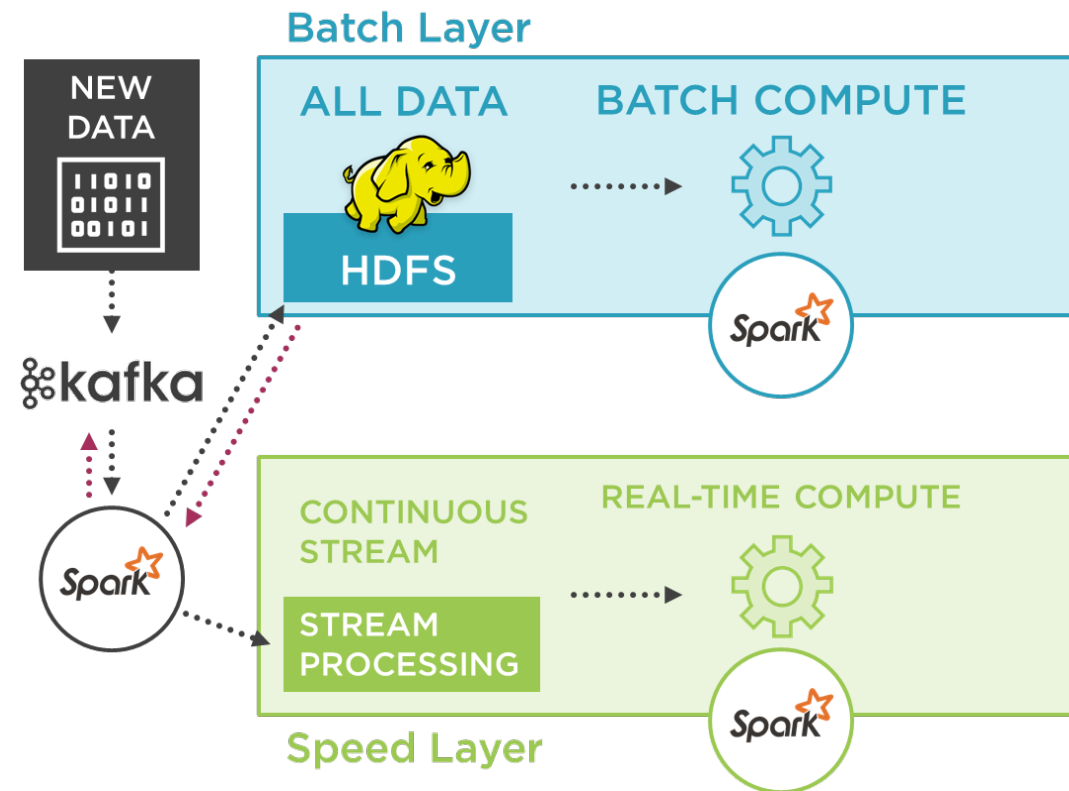 Batch Layer
NEW
DATA
11010
01011
00101
ALL DATA
BATCH COMPUTE
HDFS
Spark
kafka
Spark
CONTINUOUS
STREAM
REAL-TIME COMPUTE
STREAM
PROCESSING
Spark
Speed Layer